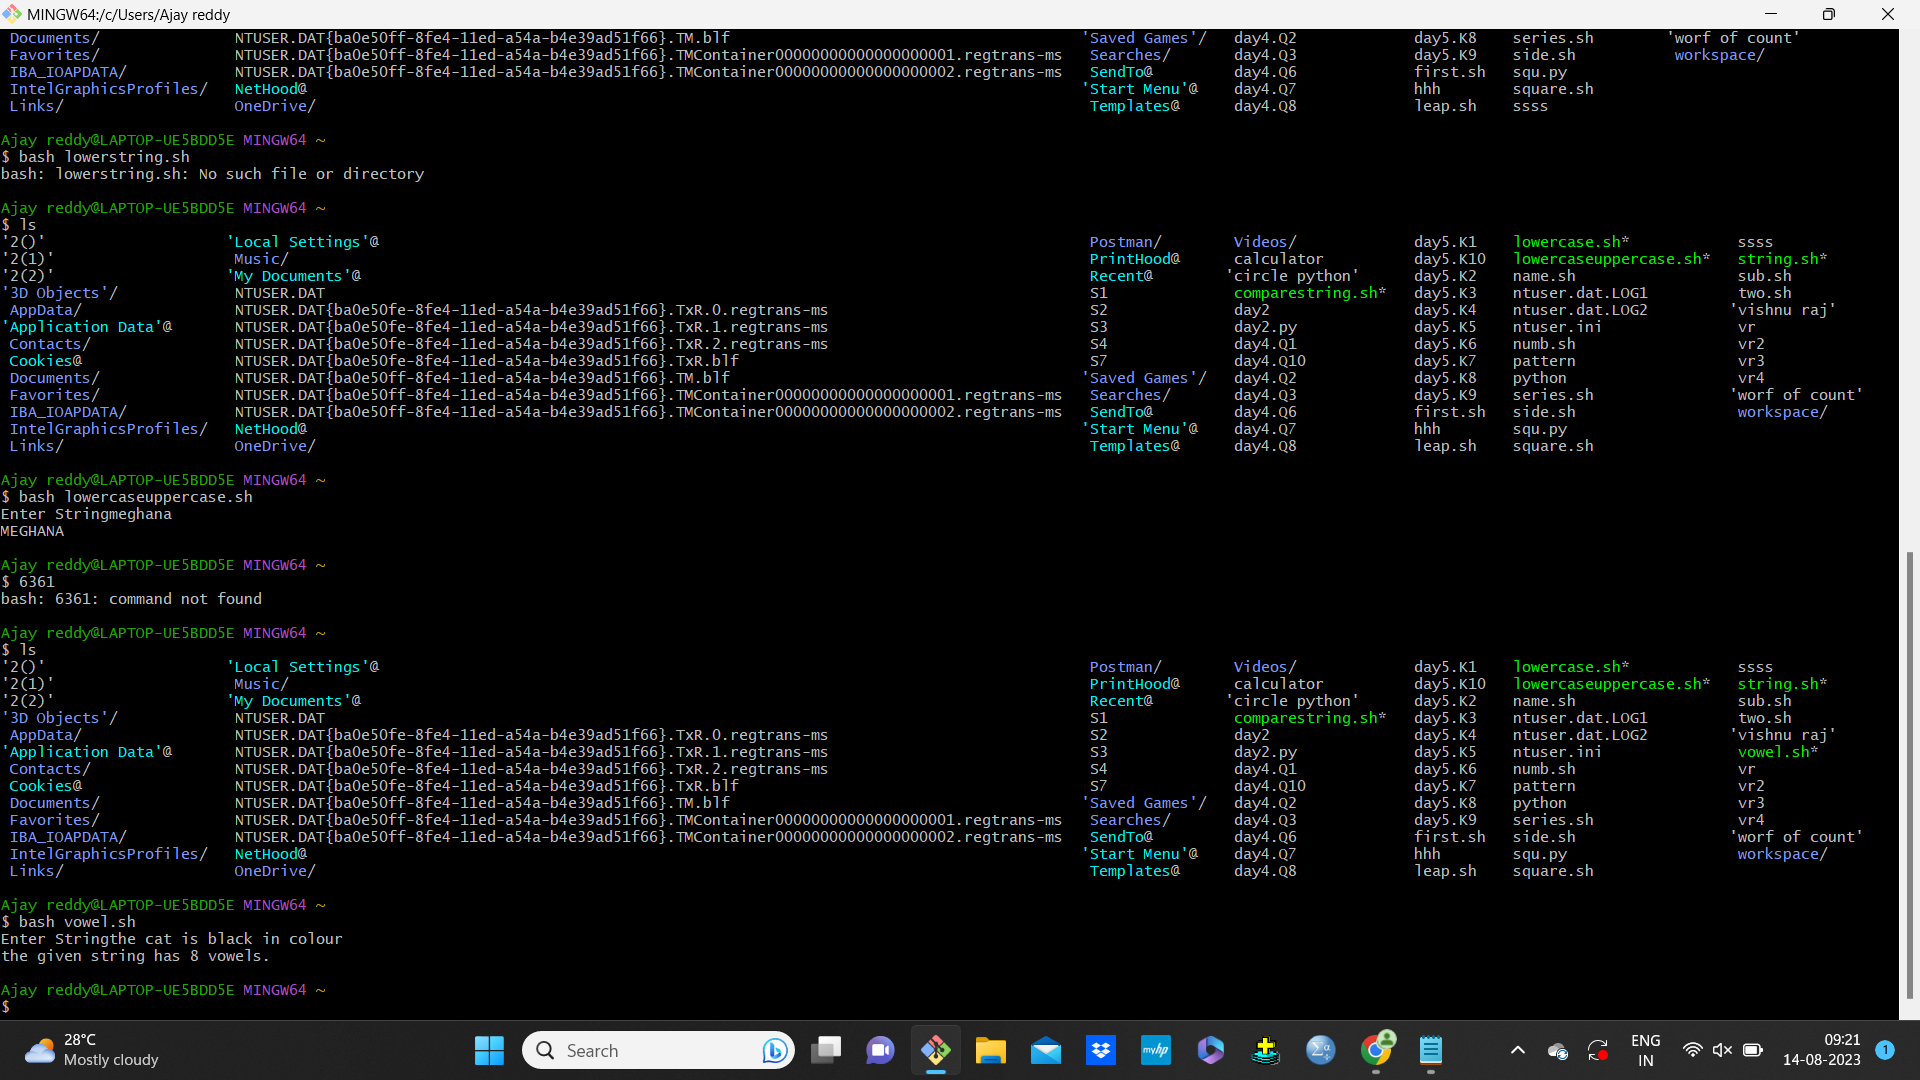 MINGW64:/c/Users/Ajay reddy
Documents/ NTUSER.DAT{ba0e50ff-8fe4-11ed-a54a-b4e39ad51f66}.TM.blf 'Saved Games'/ day4.Q2 day5.K8 series.sh 'worf of count'
Favorites/ NTUSER.DAT{ba0e50ff-8fe4-11ed-a54a-b4e39ad51f66}.TMContainer00000000000000000001.regtrans-ms Searches/ day4.Q3 day5.K9 side.sh workspace/
IBA_IOAPDATA/ NTUSER.DAT{ba0e50ff-8fe4-11ed-a54a-b4e39ad51f66}.TMContainer00000000000000000002.regtrans-ms SendTo@ day4.Q6 first.sh squ.py
IntelGraphicsProfiles/ NetHood@ 'Start Menu'@ day4.Q7 hhh square.sh
Links/ OneDrive/ Templates@ day4.Q8 leap.sh ssss
Ajay reddy@LAPTOP-UE5BDD5E MINGW64 ~
$ bash lowerstring.sh
bash: lowerstring.sh: No such file or directory
Ajay reddy@LAPTOP-UE5BDD5E MINGW64 ~
$ ls
'2()' 'Local Settings'@ Postman/ Videos/ day5.K1 lowercase.sh* ssss
'2(1)' Music/ PrintHood@ calculator day5.K10 lowercaseuppercase.sh* string.sh*
'2(2)' 'My Documents'@ Recent@ 'circle python' day5.K2 name.sh sub.sh
'3D Objects'/ NTUSER.DAT S1 comparestring.sh* day5.K3 ntuser.dat.LOG1 two.sh
AppData/ NTUSER.DAT{ba0e50fe-8fe4-11ed-a54a-b4e39ad51f66}.TxR.0.regtrans-ms S2 day2 day5.K4 ntuser.dat.LOG2 'vishnu raj'
'Application Data'@ NTUSER.DAT{ba0e50fe-8fe4-11ed-a54a-b4e39ad51f66}.TxR.1.regtrans-ms S3 day2.py day5.K5 ntuser.ini vr
Contacts/ NTUSER.DAT{ba0e50fe-8fe4-11ed-a54a-b4e39ad51f66}.TxR.2.regtrans-ms S4 day4.Q1 day5.K6 numb.sh vr2
Cookies@ NTUSER.DAT{ba0e50fe-8fe4-11ed-a54a-b4e39ad51f66}.TxR.blf S7 day4.Q10 day5.K7 pattern vr3
Documents/ NTUSER.DAT{ba0e50ff-8fe4-11ed-a54a-b4e39ad51f66}.TM.blf 'Saved Games'/ day4.Q2 day5.K8 python vr4
Favorites/ NTUSER.DAT{ba0e50ff-8fe4-11ed-a54a-b4e39ad51f66}.TMContainer00000000000000000001.regtrans-ms Searches/ day4.Q3 day5.K9 series.sh 'worf of count'
IBA_IOAPDATA/ NTUSER.DAT{ba0e50ff-8fe4-11ed-a54a-b4e39ad51f66}.TMContainer00000000000000000002.regtrans-ms SendTo@ day4.Q6 first.sh side.sh workspace/
IntelGraphicsProfiles/ NetHood@ 'Start Menu'@ day4.Q7 hhh squ.py
Links/ OneDrive/ Templates@ day4.Q8 leap.sh square.sh
Ajay reddy@LAPTOP-UE5BDD5E MINGW64 ~
$ bash lowercaseuppercase.sh
Enter Stringmeghana
MEGHANA
Ajay reddy@LAPTOP-UE5BDD5E MINGW64 ~
$ 6361
bash: 6361: command not found
Ajay reddy@LAPTOP-UE5BDD5E MINGW64 ~
$ ls
'2()' 'Local Settings'@ Postman/ Videos/ day5.K1 lowercase.sh* ssss
'2(1)' Music/ PrintHood@ calculator day5.K10 lowercaseuppercase.sh* string.sh*
'2(2)' 'My Documents'@ Recent@ 'circle python' day5.K2 name.sh sub.sh
'3D Objects'/ NTUSER.DAT S1 comparestring.sh* day5.K3 ntuser.dat.LOG1 two.sh
AppData/ NTUSER.DAT{ba0e50fe-8fe4-11ed-a54a-b4e39ad51f66}.TxR.0.regtrans-ms S2 day2 day5.K4 ntuser.dat.LOG2 'vishnu raj'
'Application Data'@ NTUSER.DAT{ba0e50fe-8fe4-11ed-a54a-b4e39ad51f66}.TxR.1.regtrans-ms S3 day2.py day5.K5 ntuser.ini vowel.sh*
Contacts/ NTUSER.DAT{ba0e50fe-8fe4-11ed-a54a-b4e39ad51f66}.TxR.2.regtrans-ms S4 day4.Q1 day5.K6 numb.sh vr
Cookies@ NTUSER.DAT{ba0e50fe-8fe4-11ed-a54a-b4e39ad51f66}.TxR.blf S7 day4.Q10 day5.K7 pattern vr2
Documents/ NTUSER.DAT{ba0e50ff-8fe4-11ed-a54a-b4e39ad51f66}.TM.blf 'Saved Games'/ day4.Q2 day5.K8 python vr3
Favorites/ NTUSER.DAT{ba0e50ff-8fe4-11ed-a54a-b4e39ad51f66}.TMContainer00000000000000000001.regtrans-ms Searches/ day4.Q3 day5.K9 series.sh vr4
IBA_IOAPDATA/ NTUSER.DAT{ba0e50ff-8fe4-11ed-a54a-b4e39ad51f66}.TMContainer00000000000000000002.regtrans-ms SendTo@ day4.Q6 first.sh side.sh 'worf of count'
IntelGraphicsProfiles/ NetHood@ 'Start Menu'@ day4.Q7 hhh squ.py workspace/
Links/ OneDrive/ Templates@ day4.Q8 leap.sh square.sh
Ajay reddy@LAPTOP-UE5BDD5E MINGW64 ~
$ bash vowel.sh
Enter Stringthe cat is black in colour
the given string has 8 vowels.
Ajay reddy@LAPTOP-UE5BDD5E MINGW64 ~
$
28°C
Mostly cloudy
Search
myhp
ENG
IN
09:21
14-08-2023
1